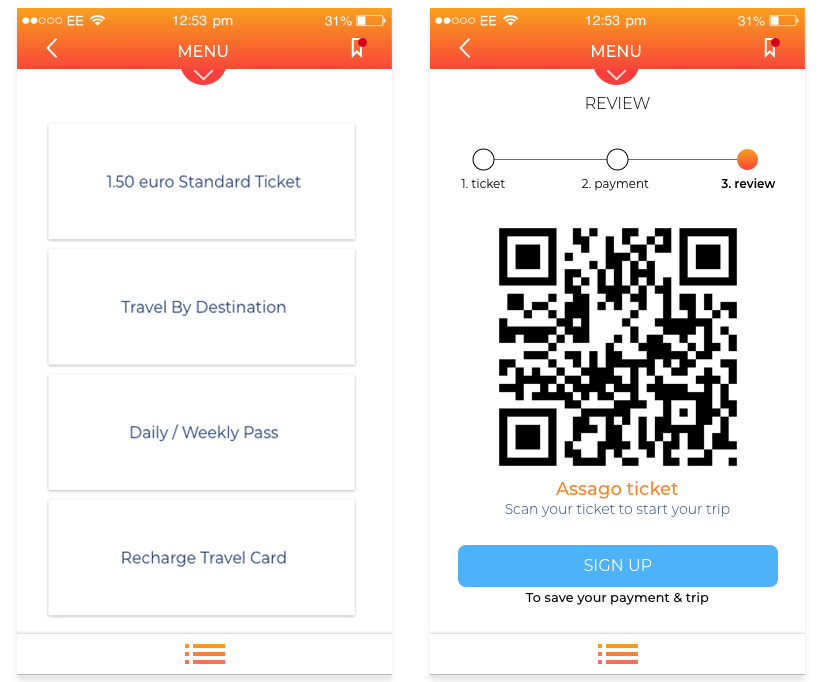 EE 12:53 pm 31%
MENU
1.50 euro Standard Ticket
Travel By Destination
Daily / Weekly Pass
Recharge Travel Card
EE 12:53 pm 31%
MENU
REVIEW
1. ticket 2. payment 3. review
Assago ticket
Scan your ticket to start your trip
SIGN UP
To save your payment & trip